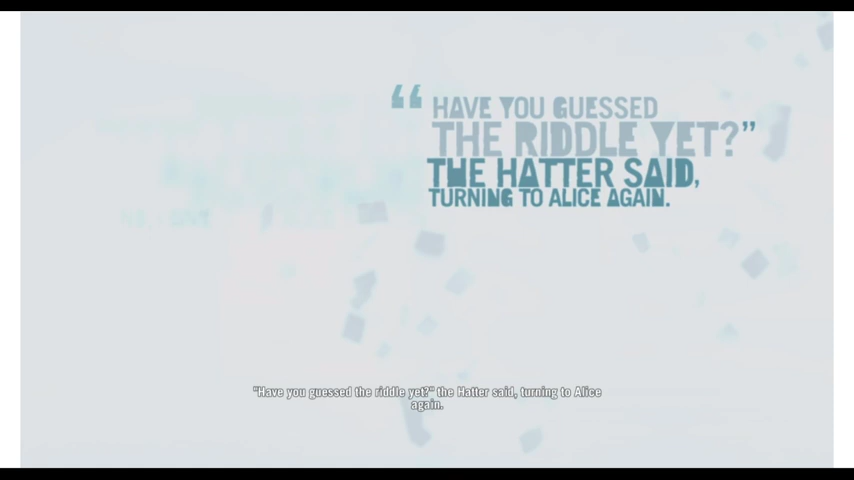 “ HAVE YOU GUESSED
THE RIDDLE YET?”
THE HATTER SAID,
TURNING TO ALICE AGAIN.
"Have you guessed the riddle yet?" the Hatter said, turning to Alice
again.